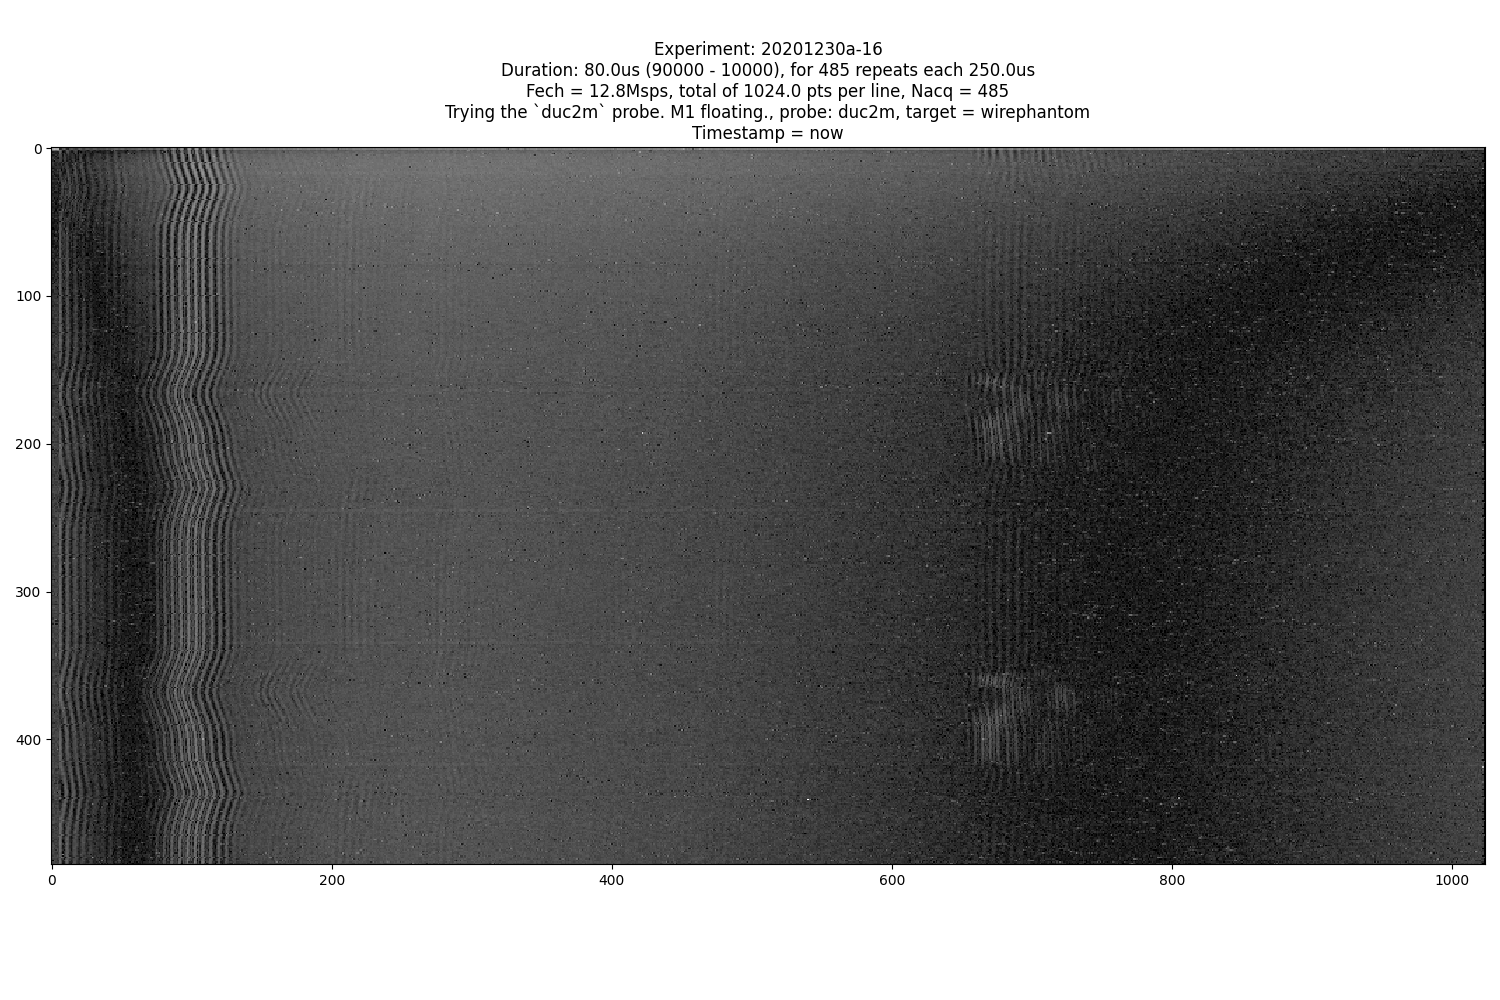 Experiment: 20201230a-16
Duration: 80.0us (90000 - 10000), for 485 repeats each 250.0us
Fech = 12.8Msps, total of 1024.0 pts per line, Nacq = 485
Trying the `duc2m` probe. M1 floating., probe: duc2m, target = wirephantom
Timestamp = now
0
100
200
300
400
0 200 400 600 800 1000